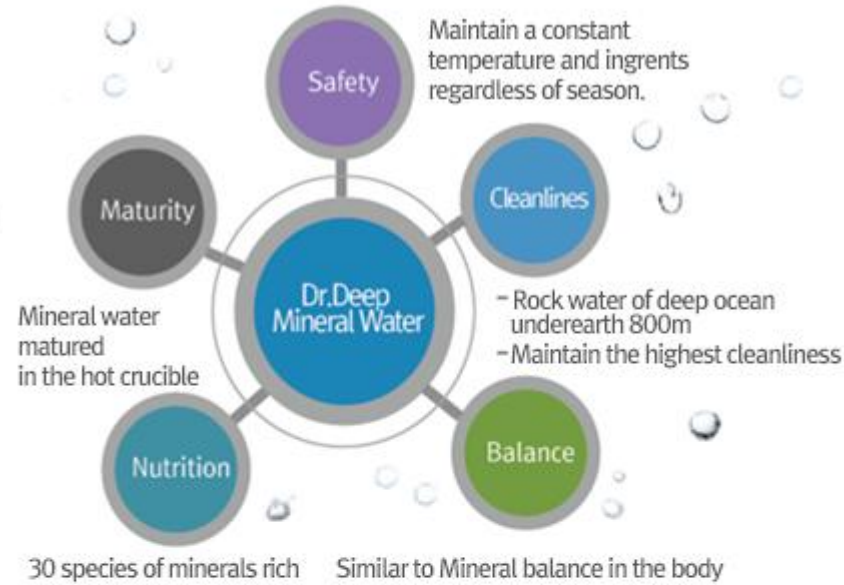 Safety
Maintain a constant
temperature and ingrents
regardless of season.
Cleanlines
- Rock water of deep ocean
underearth 800m
- Maintain the highest cleanliness
Maturity
Mineral water
matured
in the hot crucible
Dr.Deep
Mineral Water
Nutrition
30 species of minerals rich
Balance
Similar to Mineral balance in the body